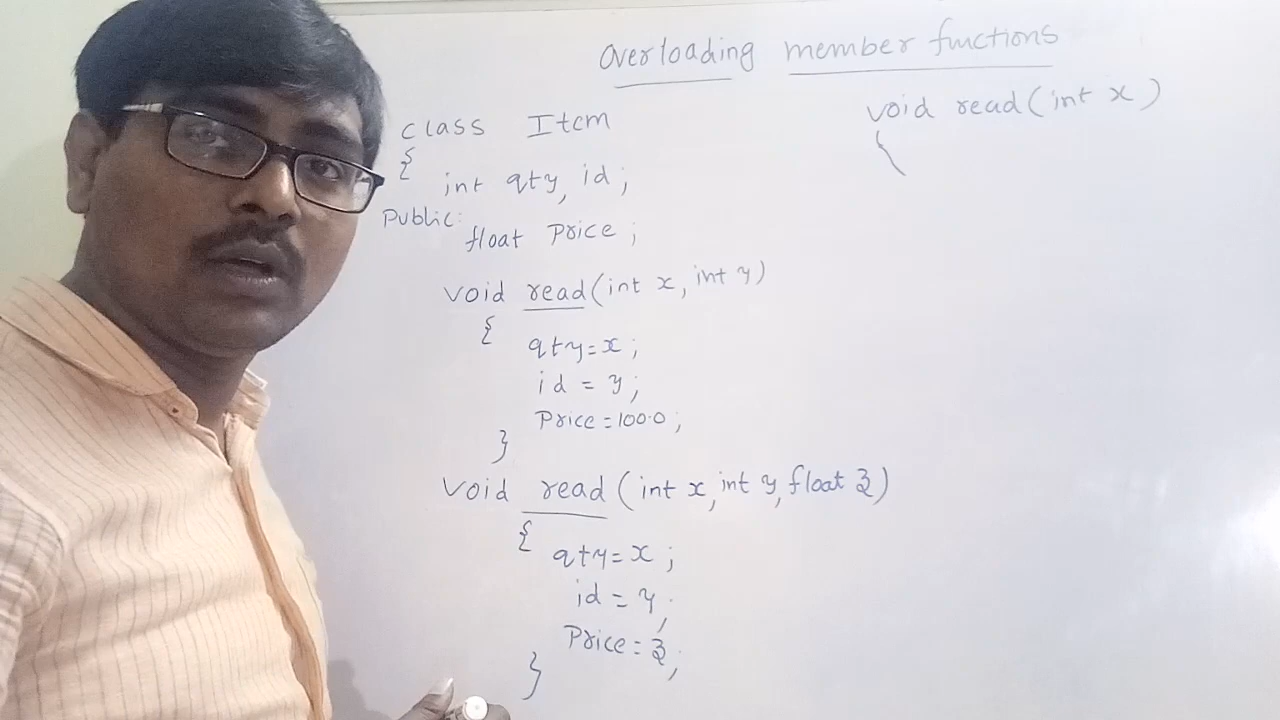 Overloading member functions
class Item
{
int qty, id;
Public:
float Price;
void read(int x, int y)
{
qty=x;
id = y;
Price=100.0;
}
void read (int x, int y, float z)
{
qty=x;
id = y;
Price=z;
}
void read(int x)
{